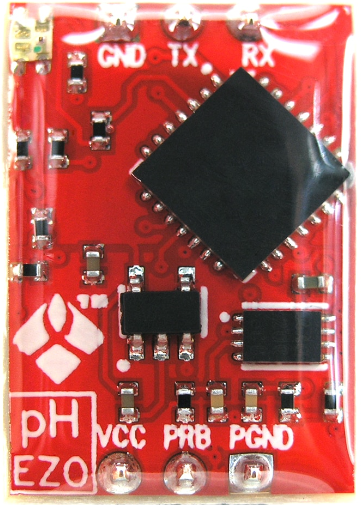 GND TX RX
TM
VCC PRB PGND
pH
EZO